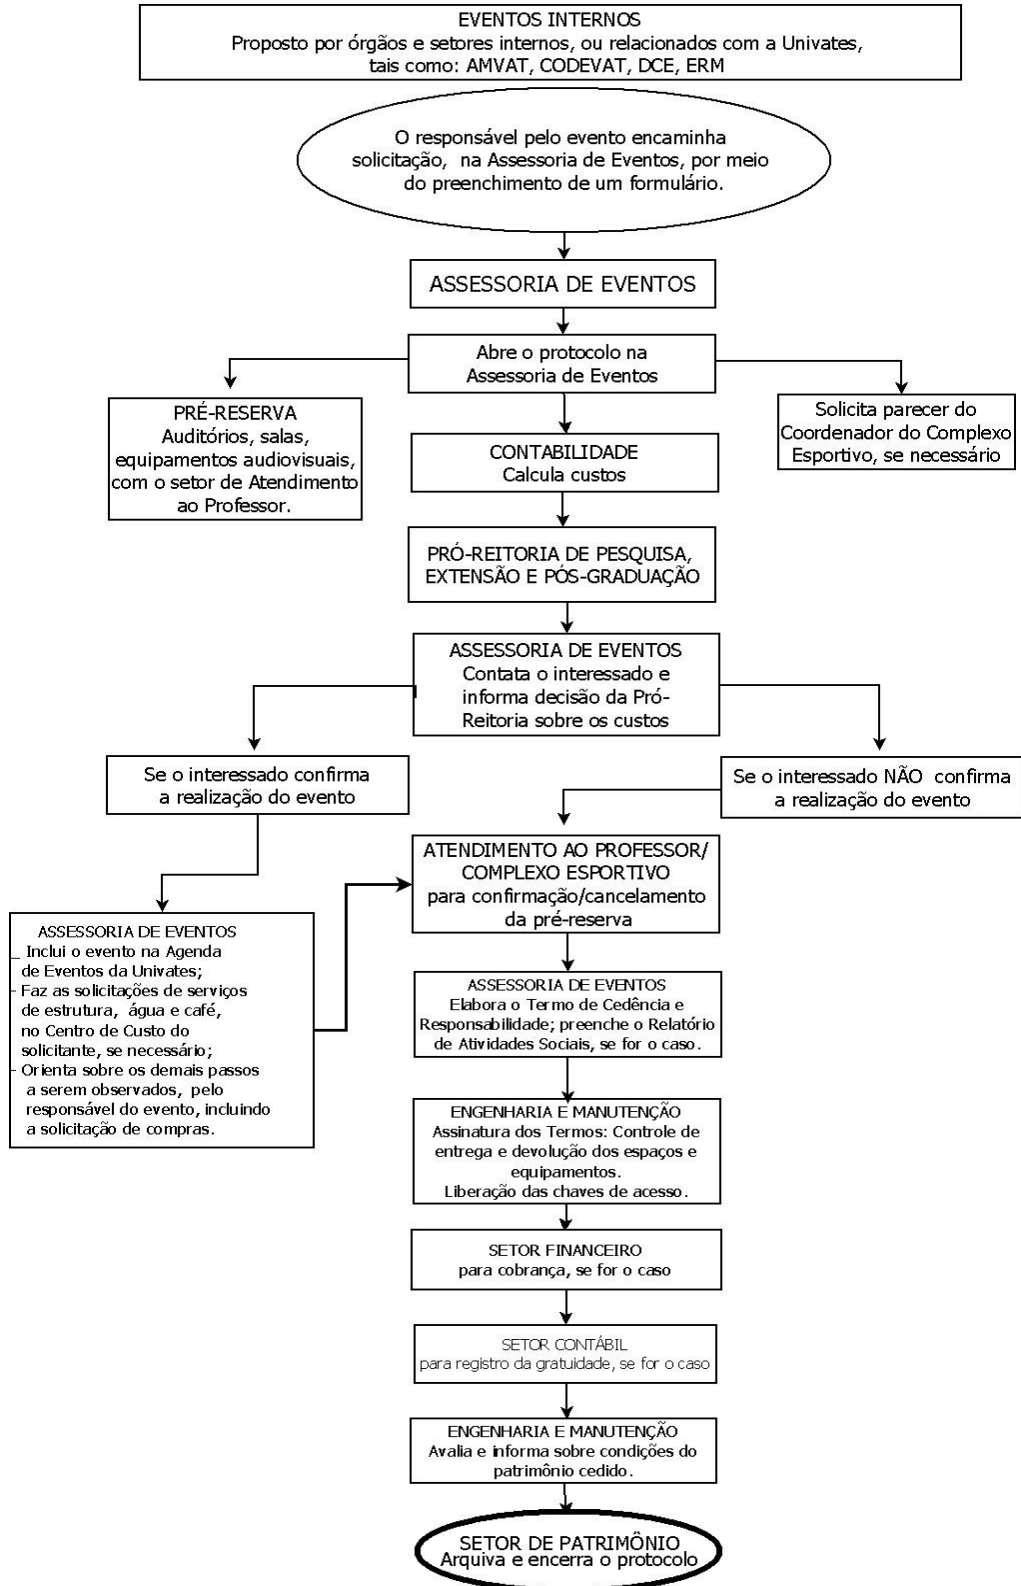 EVENTOS INTERNOS
Proposto por órgãos e setores internos, ou relacionados com a Univates,
tais como: AMVAT, CODEVAT, DCE, ERM
O responsável pelo evento encaminha
solicitação, na Assessoria de Eventos, por meio
do preenchimento de um formulário.
ASSESSORIA DE EVENTOS
Abre o protocolo na
Assessoria de Eventos
PRÉ-RESERVA
Auditórios, salas,
equipamentos audiovisuais,
com o setor de Atendimento
ao Professor.
CONTABILIDADE
Calcula custos
Solicita parecer do
Coordenador do Complexo
Esportivo, se necessário
PRÓ-REITORIA DE PESQUISA,
EXTENSÃO E PÓS-GRADUAÇÃO
ASSESSORIA DE EVENTOS
Contata o interessado e
informa decisão da Pró-
Reitoria sobre os custos
Se o interessado confirma
a realização do evento
Se o interessado NÃO confirma
a realização do evento
ATENDIMENTO AO PROFESSOR/
COMPLEXO ESPORTIVO
para confirmação/cancelamento
da pré-reserva
ASSESSORIA DE EVENTOS
- Inclui o evento na Agenda
de Eventos da Univates;
- Faz as solicitações de serviços
de estrutura, água e café,
no Centro de Custo do
solicitante, se necessário;
- Orienta sobre os demais passos
a serem observados, pelo
responsável do evento, incluindo
a solicitação de compras.
ASSESSORIA DE EVENTOS
Elabora o Termo de Cedência e
Responsabilidade; preenche o Relatório
de Atividades Sociais, se for o caso.
ENGENHARIA E MANUTENÇÃO
Assinatura dos Termos: Controle de
entrega e devolução dos espaços e
equipamentos.
Liberação das chaves de acesso.
SETOR FINANCEIRO
para cobrança, se for o caso
SETOR CONTÁBIL
para registro da gratuidade, se for o caso
ENGENHARIA E MANUTENÇÃO
Avalia e informa sobre condições do
patrimônio cedido.
SETOR DE PATRIMÔNIO
Arquiva e encerra o protocolo